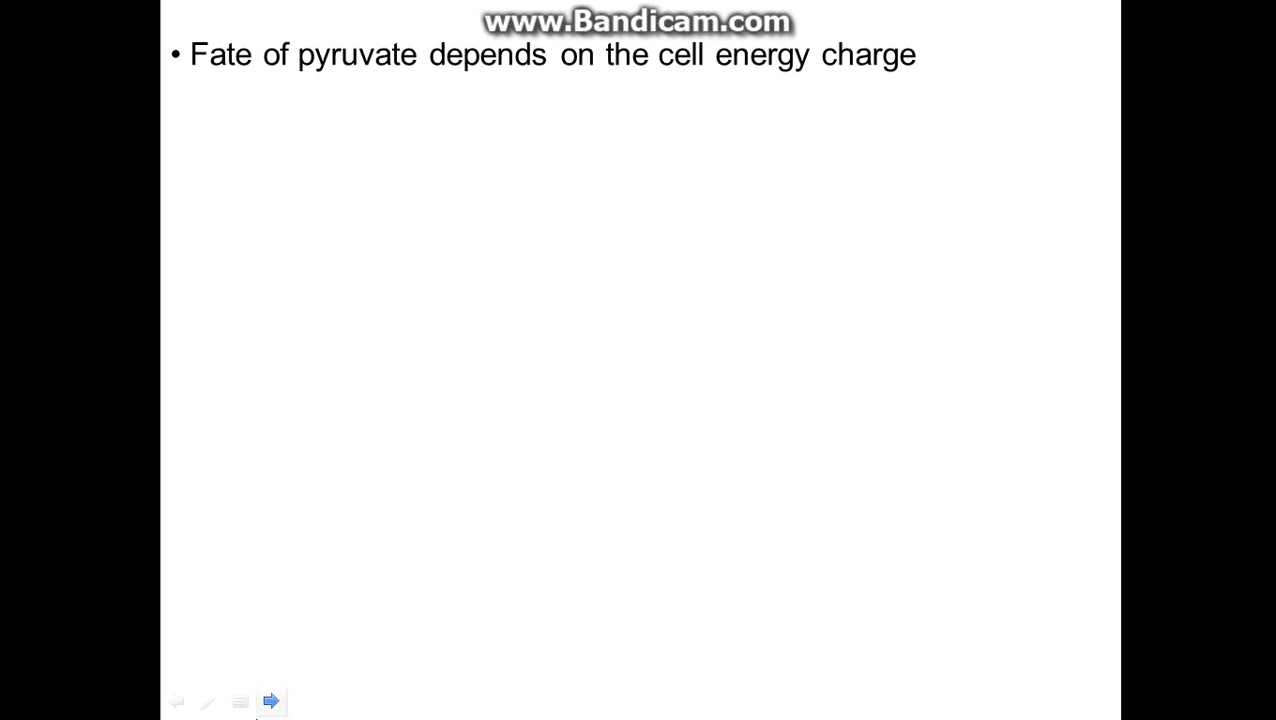 www.Bandicam.com
• Fate of pyruvate depends on the cell energy charge